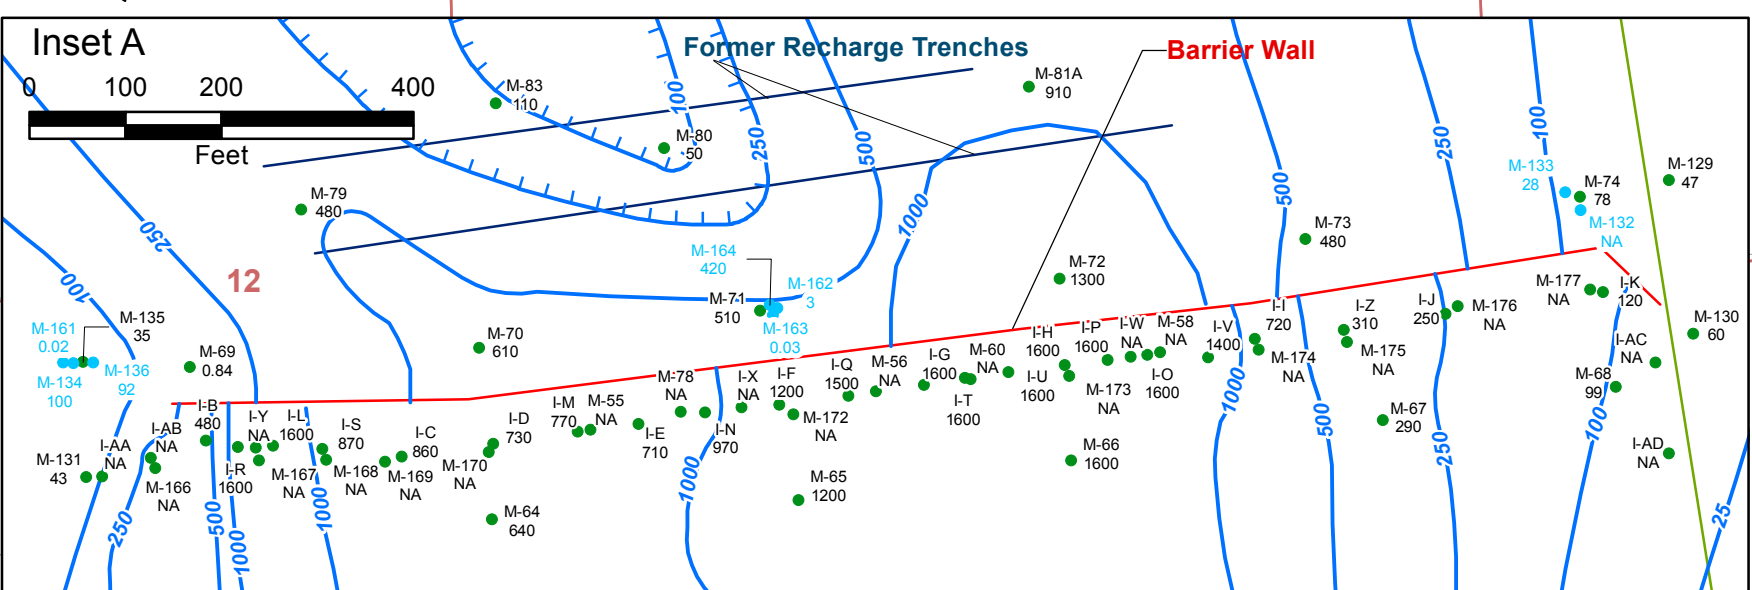 Inset A
0 100 200 400
Feet
Former Recharge Trenches
Barrier Wall
M-83
110
M-80
50
100
250
500
M-81A
910
500
250
100
M-133
28
M-74
78
M-132
NA
M-129
47
M-79
480
250
12
100
1000
M-73
480
M-164
420
M-162
3
M-71
510
M-163
0.03
M-72
1300
M-161
0.02
M-135
35
M-134
100
M-136
92
M-69
0.84
M-70
610
M-177
NA
I-K
120
M-130
60
I-AC
NA
M-68
99
I-AD
NA
I-J
250
M-176
NA
I-Z
310
M-175
NA
M-67
290
I-I
720
M-174
NA
I-V
1400
M-58
NA
I-W
NA
I-O
1600
I-P
1600
M-173
NA
I-H
1600
I-U
1600
M-66
1600
M-60
NA
I-G
1600
I-T
1600
M-56
NA
I-Q
1500
I-F
1200
M-172
NA
M-65
1200
I-X
NA
I-N
970
M-78
NA
I-E
710
M-55
NA
I-M
770
I-D
730
M-170
NA
M-64
640
I-C
860
M-169
NA
I-S
870
M-168
NA
I-L
1600
M-167
NA
I-Y
NA
I-R
1600
I-B
480
I-AB
NA
M-166
NA
I-AA
NA
M-131
43
250
500
1000
1000
1000
1000
500
250
100
25